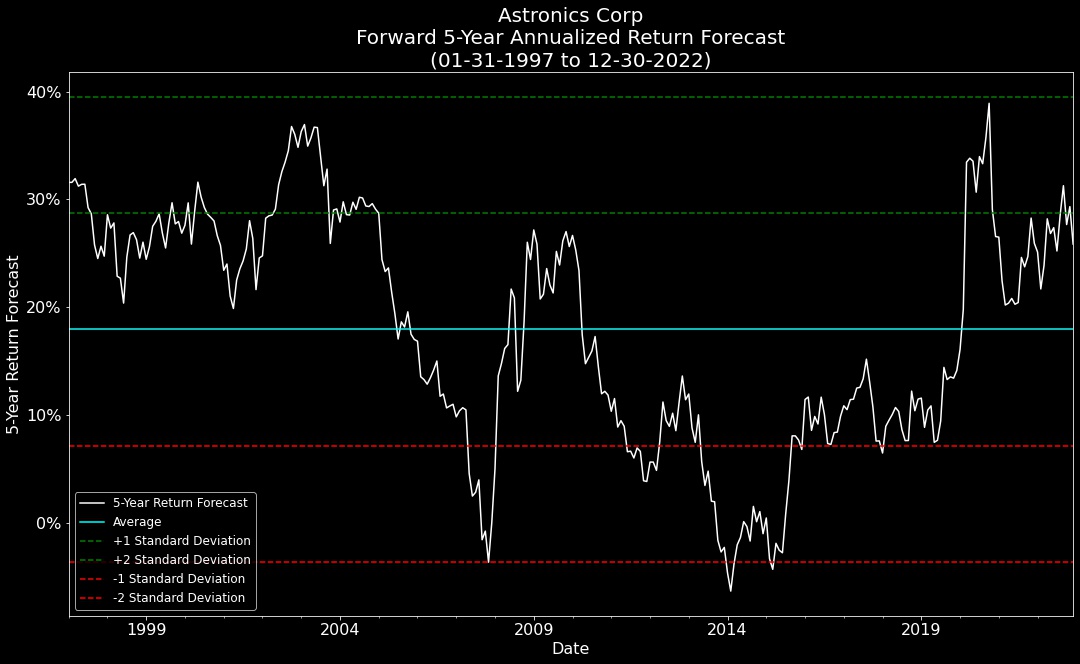 Astronics Corp
Forward 5-Year Annualized Return Forecast
(01-31-1997 to 12-30-2022)
5-Year Return Forecast
40%
30%
20%
10%
0%
5-Year Return Forecast
Average
+1 Standard Deviation
+2 Standard Deviation
-1 Standard Deviation
-2 Standard Deviation
1999 2004 2009 2014 2019
Date